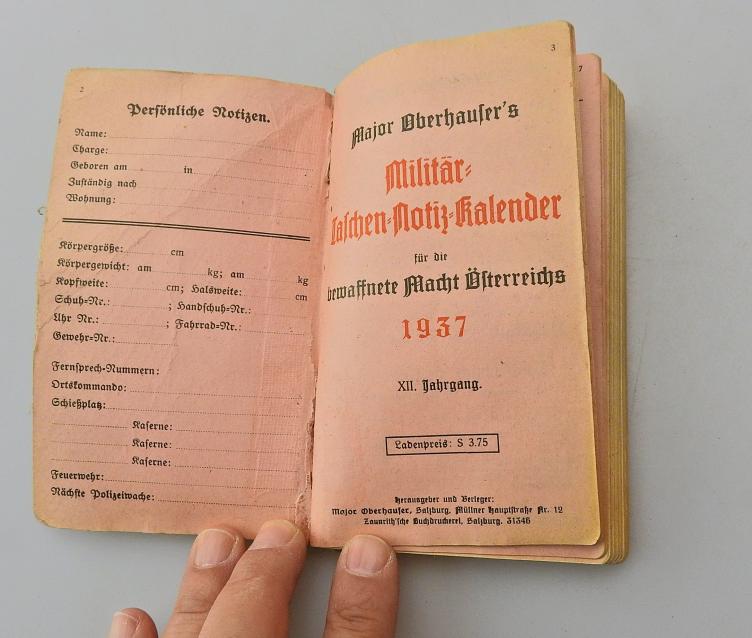 2
Persönliche Notizen.
Name:
Charge:
Geboren am in
Zuständig nach
Wohnung:
Körpergröße: cm
Körpergewicht: am kg; am kg
Kopfweite: cm; Halsweite: cm
Schuh-Nr.: ; Handschuh-Nr.:
Uhr Nr.: ; Fahrrad-Nr.:
Gewehr-Nr.:
Fernsprech-Nummern:
Ortskommando:
Schießplatz:
Kaserne:
Kaserne:
Kaserne:
Feuerwehr:
Nächste Polizeiwache:
3
Major Oberhauser's
Militär-
Taschen-Notiz-Kalender
für die
bewaffnete Macht Österreichs
1937
XII. Jahrgang.
Ladenpreis: S 3.75
Herausgeber und Verleger:
Major Oberhauser, Salzburg, Müllner Hauptstraße Nr. 12
Zaunrith'sche Buchdruckerei, Salzburg. 31346
7